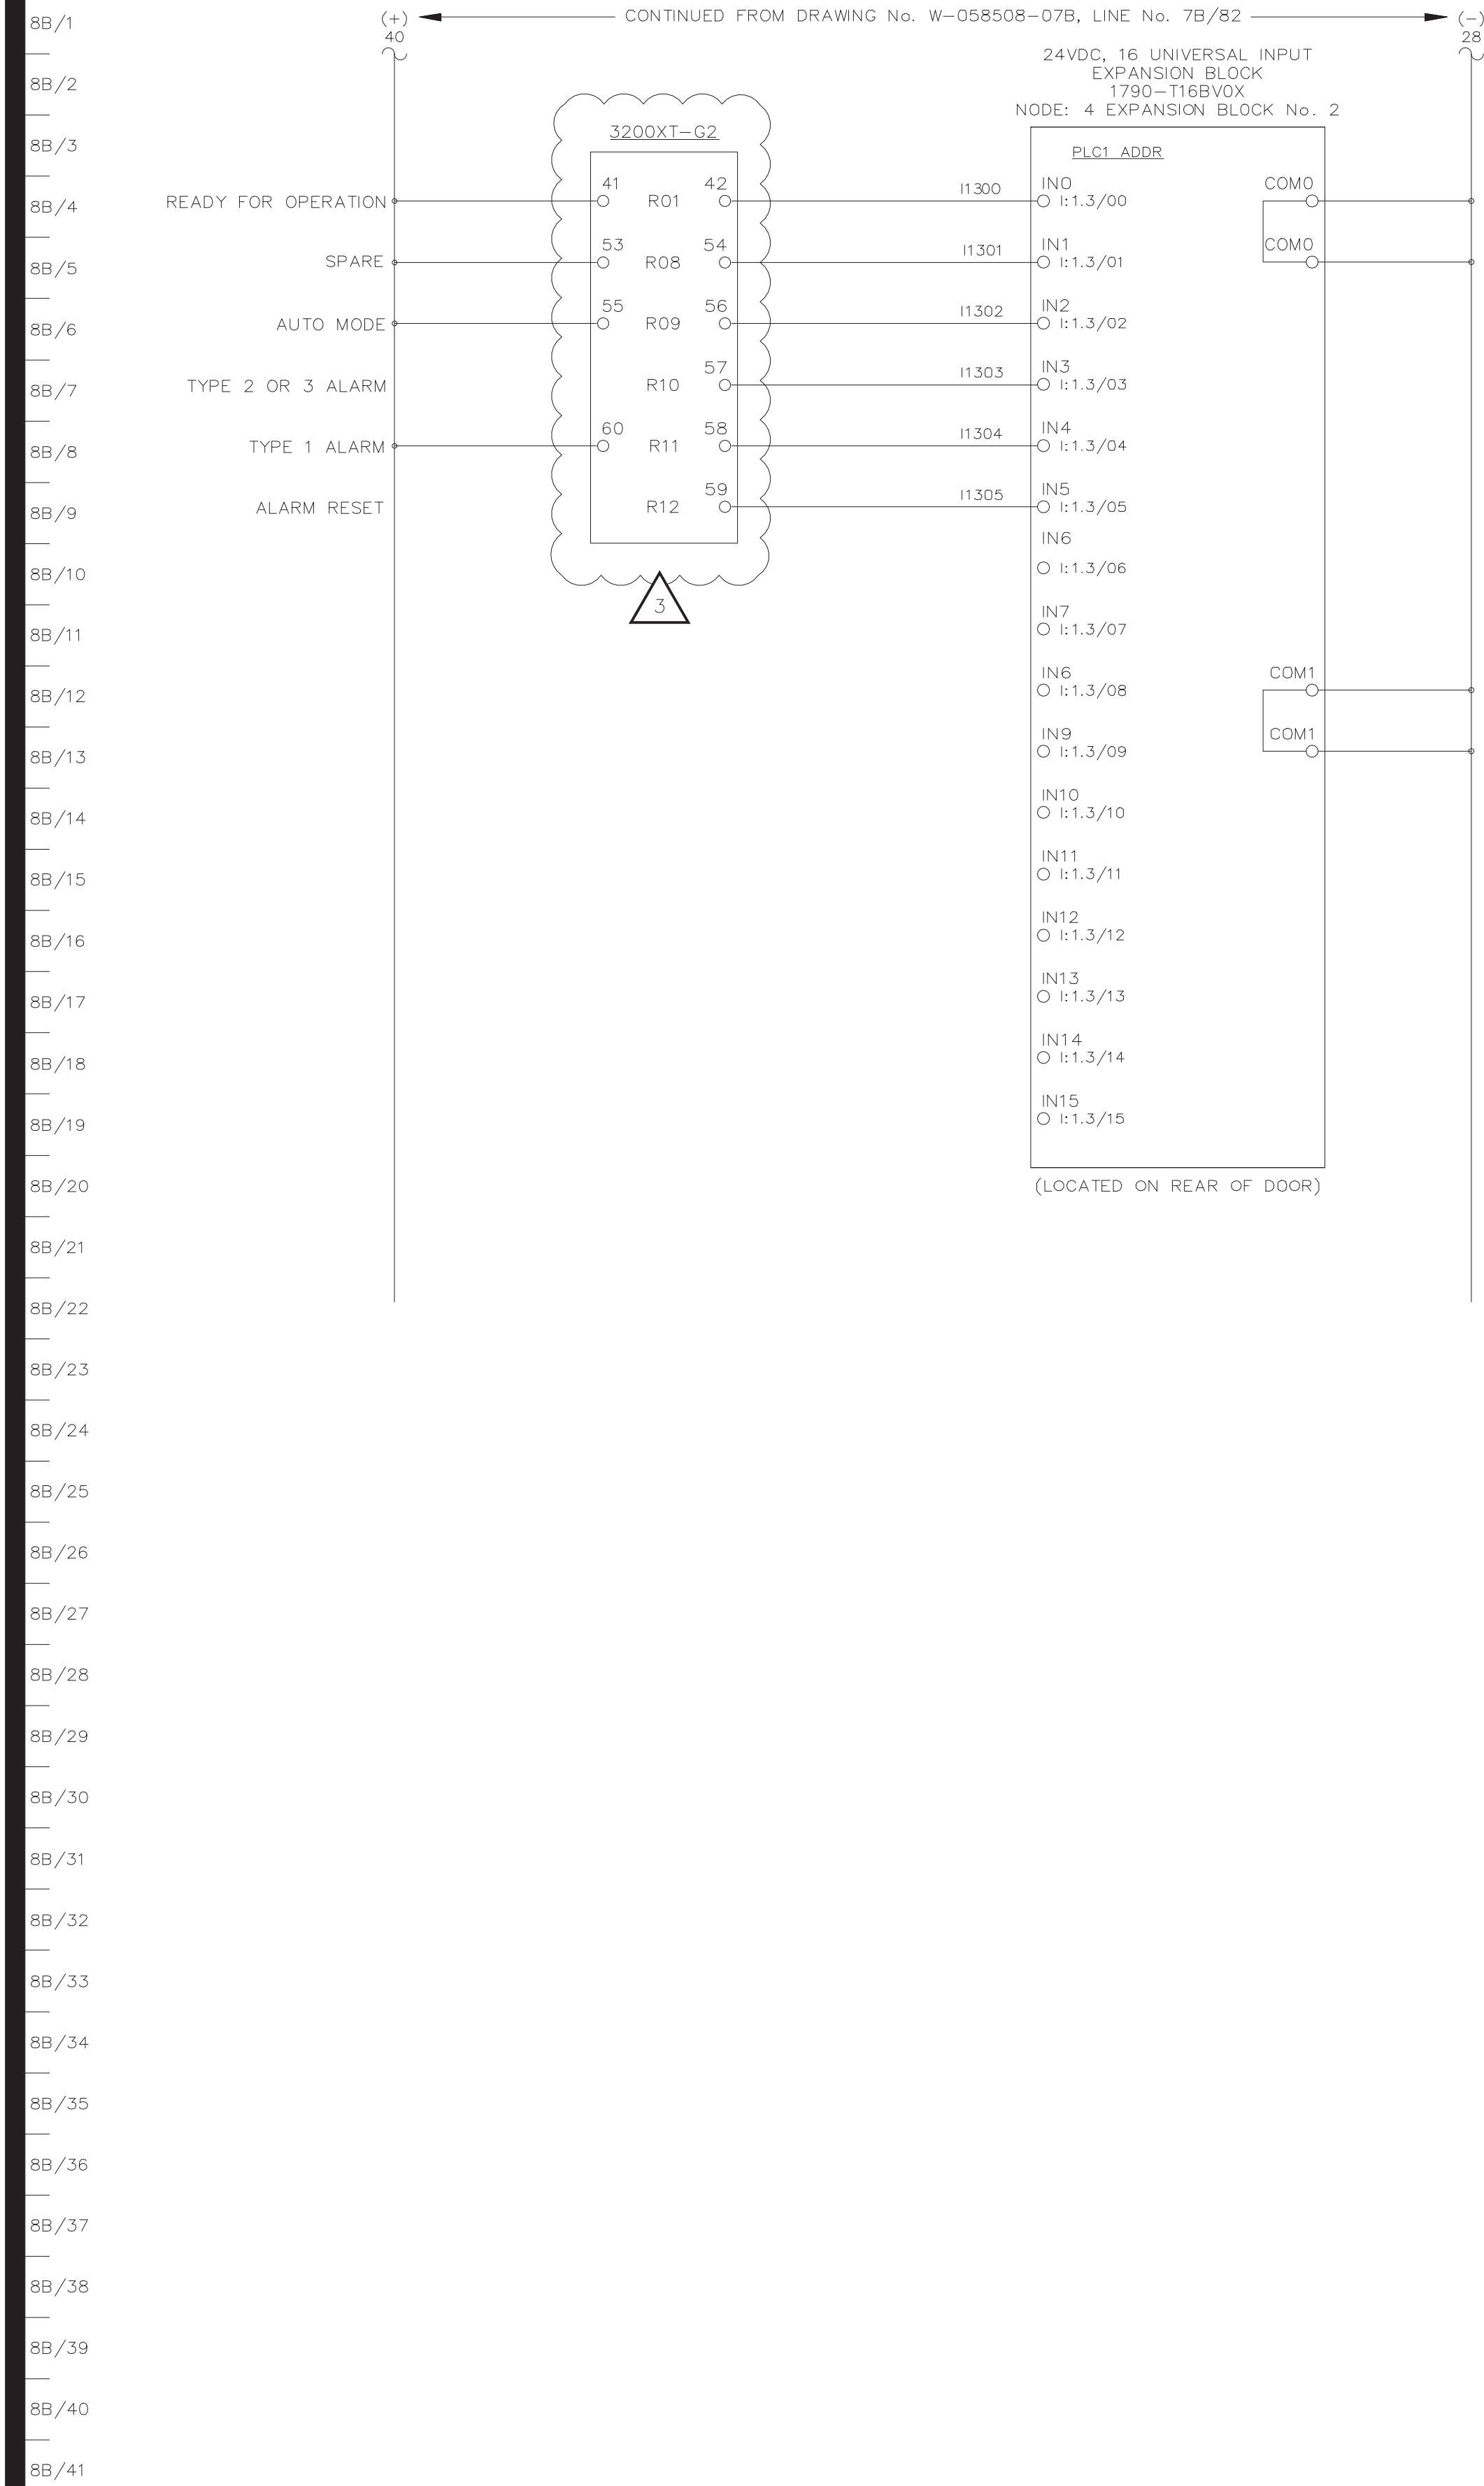 8B/1
(+)
CONTINUED FROM DRAWING No. W-058508-07B, LINE No. 7B/82
(-)
40
28
24VDC, 16 UNIVERSAL INPUT
EXPANSION BLOCK
1790-T16BV0X
NODE: 4 EXPANSION BLOCK No. 2
8B/2
3200XT-G2
8B/3
PLC1 ADDR
8B/4
READY FOR OPERATION
41
R01
42
I1300
IN0
I:1.3/00
COM0
8B/5
SPARE
53
R08
54
I1301
IN1
I:1.3/01
COM0
8B/6
AUTO MODE
55
R09
56
I1302
IN2
I:1.3/02
8B/7
TYPE 2 OR 3 ALARM
R10
57
I1303
IN3
I:1.3/03
8B/8
TYPE 1 ALARM
60
R11
58
I1304
IN4
I:1.3/04
8B/9
ALARM RESET
R12
59
I1305
IN5
I:1.3/05
8B/10
IN6
I:1.3/06
3
8B/11
IN7
I:1.3/07
8B/12
IN6
I:1.3/08
COM1
8B/13
IN9
I:1.3/09
COM1
8B/14
IN10
I:1.3/10
8B/15
IN11
I:1.3/11
8B/16
IN12
I:1.3/12
8B/17
IN13
I:1.3/13
8B/18
IN14
I:1.3/14
8B/19
IN15
I:1.3/15
8B/20
(LOCATED ON REAR OF DOOR)
8B/21
8B/22
8B/23
8B/24
8B/25
8B/26
8B/27
8B/28
8B/29
8B/30
8B/31
8B/32
8B/33
8B/34
8B/35
8B/36
8B/37
8B/38
8B/39
8B/40
8B/41